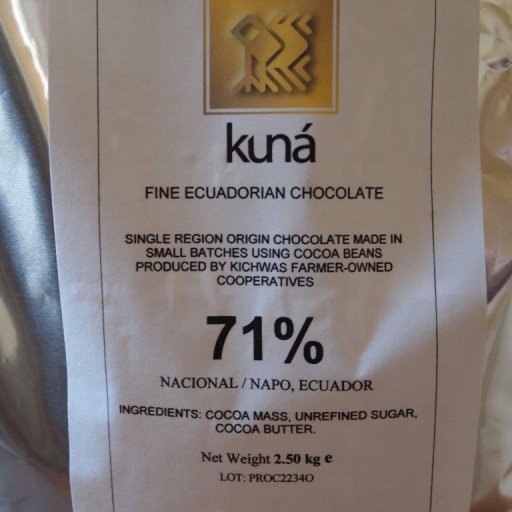 kuná
FINE ECUADORIAN CHOCOLATE
SINGLE REGION ORIGIN CHOCOLATE MADE IN
SMALL BATCHES USING COCOA BEANS
PRODUCED BY KICHWAS FARMER-OWNED
COOPERATIVES
71%
NACIONAL / NAPO, ECUADOR
INGREDIENTS: COCOA MASS, UNREFINED SUGAR,
COCOA BUTTER.
Net Weight 2.50 kg e
LOT: PROC2234O